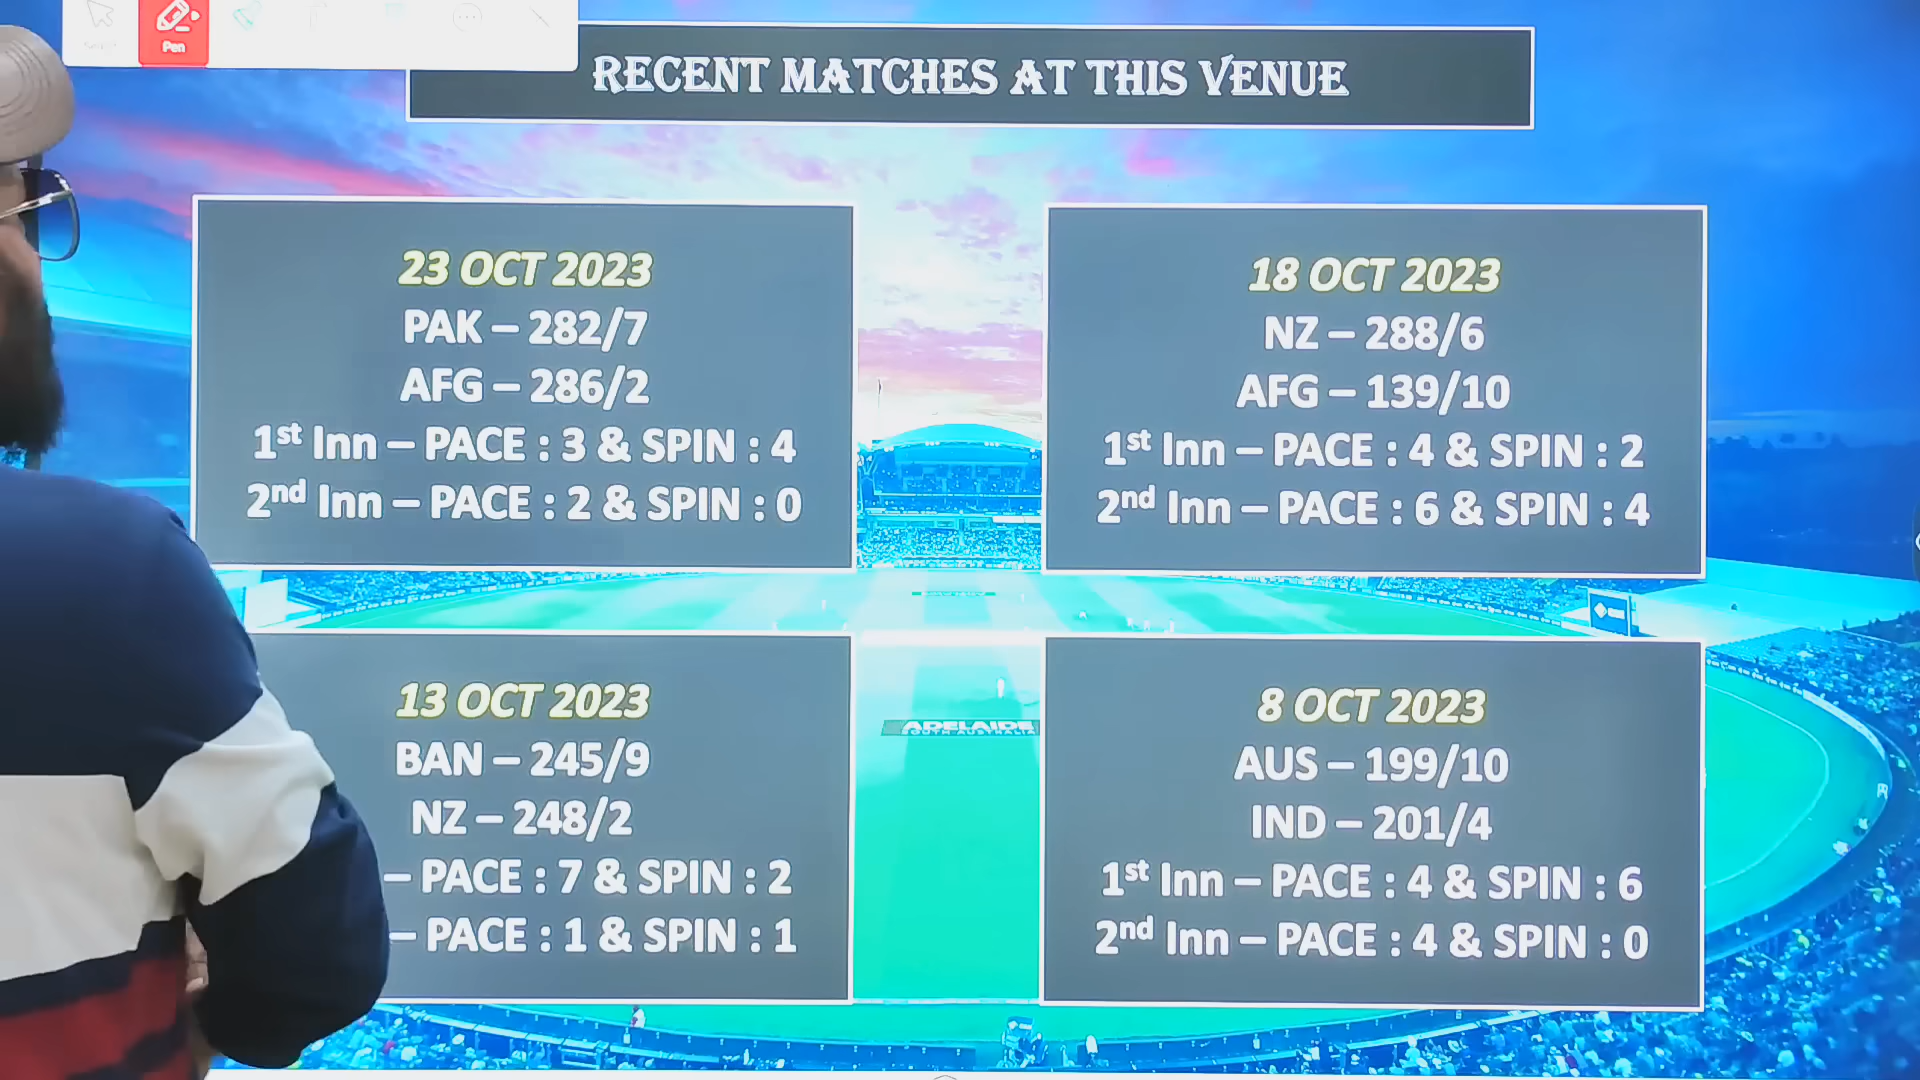 Pen
RECENT MATCHES AT THIS VENUE
23 OCT 2023
PAK – 282/7
AFG – 286/2
1st Inn – PACE : 3 & SPIN : 4
2nd Inn – PACE : 2 & SPIN : 0
18 OCT 2023
NZ – 288/6
AFG – 139/10
1st Inn – PACE : 4 & SPIN : 2
2nd Inn – PACE : 6 & SPIN : 4
13 OCT 2023
BAN – 245/9
NZ – 248/2
– PACE : 7 & SPIN : 2
– PACE : 1 & SPIN : 1
8 OCT 2023
AUS – 199/10
IND – 201/4
1st Inn – PACE : 4 & SPIN : 6
2nd Inn – PACE : 4 & SPIN : 0
ADELAIDE
SOUTH AUSTRALIA